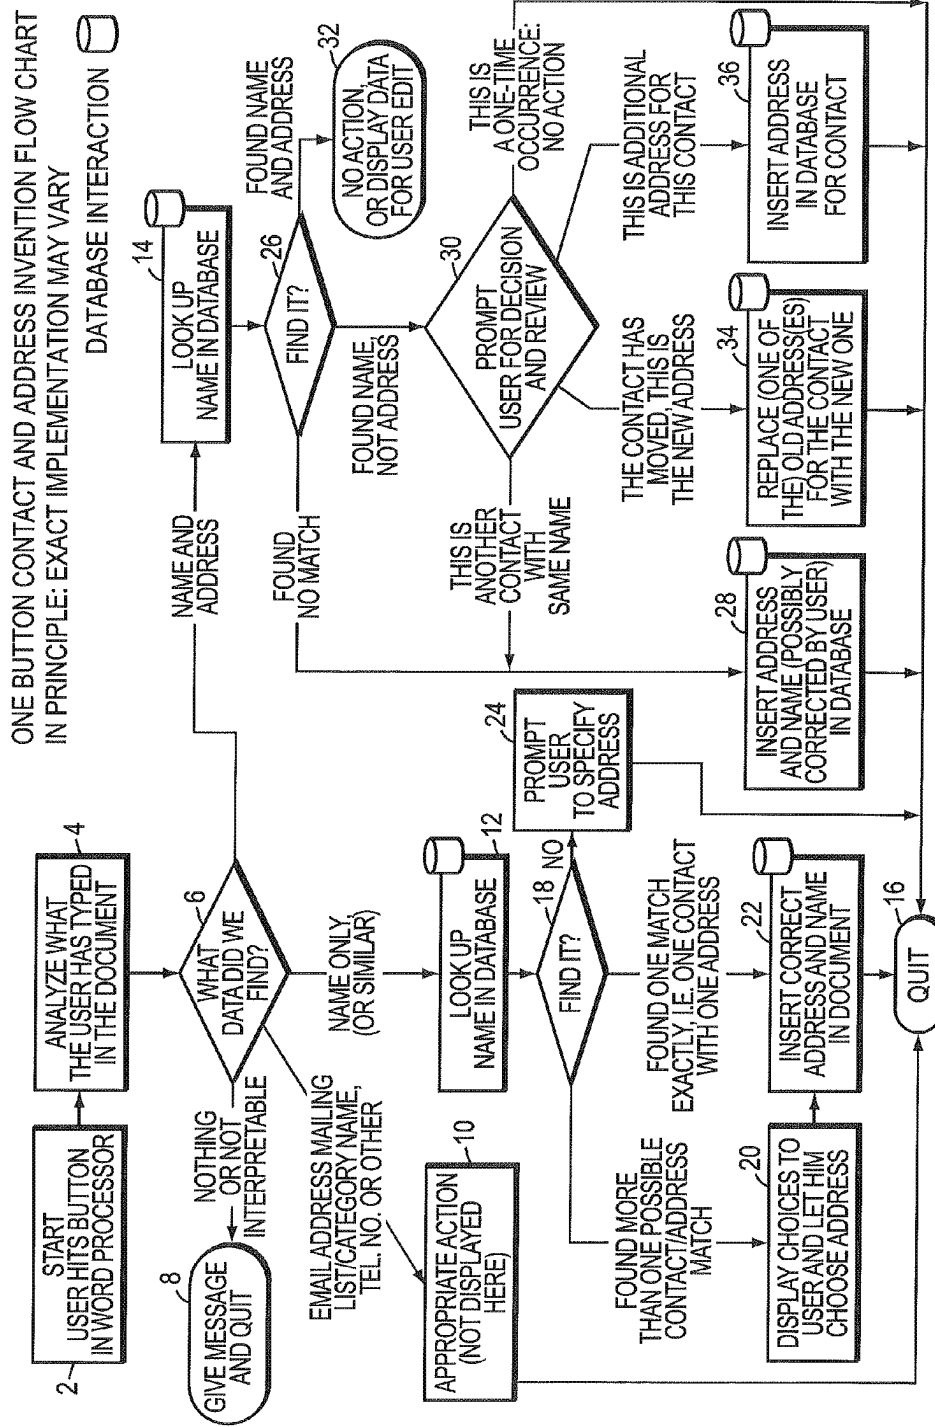 ONE BUTTON CONTACT AND ADDRESS INVENTION FLOW CHART
IN PRINCIPLE: EXACT IMPLEMENTATION MAY VARY
DATABASE INTERACTION
2
START
USER HITS BUTTON
IN WORD PROCESSOR
4
ANALYZE WHAT
THE USER HAS TYPED
IN THE DOCUMENT
6
WHAT
DATA DID WE
FIND?
NOTHING
OR NOT
INTERPRETABLE
8
GIVE MESSAGE
AND QUIT
EMAIL ADDRESS MAILING
LIST/CATEGORY NAME,
TEL. NO. OR OTHER
10
APPROPRIATE ACTION
(NOT DISPLAYED
HERE)
NAME ONLY,
(OR SIMILAR)
12
LOOK UP
NAME IN DATABASE
18
FIND IT?
NO
24
PROMPT
USER
TO SPECIFY
ADDRESS
FOUND MORE
THAN ONE POSSIBLE
CONTACT/ADDRESS
MATCH
FOUND ONE MATCH
EXACTLY, I.E. ONE CONTACT
WITH ONE ADDRESS
20
DISPLAY CHOICES TO
USER AND LET HIM
CHOOSE ADDRESS
22
INSERT CORRECT
ADDRESS AND NAME
IN DOCUMENT
16
QUIT
NAME AND
ADDRESS
14
LOOK UP
NAME IN DATABASE
26
FIND IT?
FOUND
NO MATCH
FOUND NAME,
NOT ADDRESS
FOUND NAME
AND ADDRESS
32
NO ACTION,
OR DISPLAY DATA
FOR USER EDIT
30
PROMPT
USER FOR DECISION
AND REVIEW
THIS IS
ANOTHER
CONTACT
WITH
SAME NAME
THE CONTACT HAS
MOVED, THIS IS
THE NEW ADDRESS
THIS IS ADDITIONAL
ADDRESS FOR
THIS CONTACT
THIS IS
A ONE-TIME
OCCURRENCE:
NO ACTION
28
INSERT ADDRESS
AND NAME (POSSIBLY
CORRECTED BY USER)
IN DATABASE
34
REPLACE (ONE OF
THE) OLD ADDRESS(ES)
FOR THE CONTACT
WITH THE NEW ONE
36
INSERT ADDRESS
IN DATABASE
FOR CONTACT